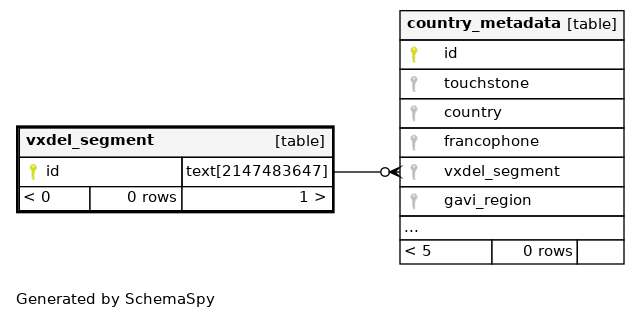 vxdel_segment [table]
id text[2147483647]
< 0 0 rows 1 >
country_metadata [table]
id
touchstone
country
francophone
vxdel_segment
gavi_region
...
< 5 0 rows
Generated by SchemaSpy